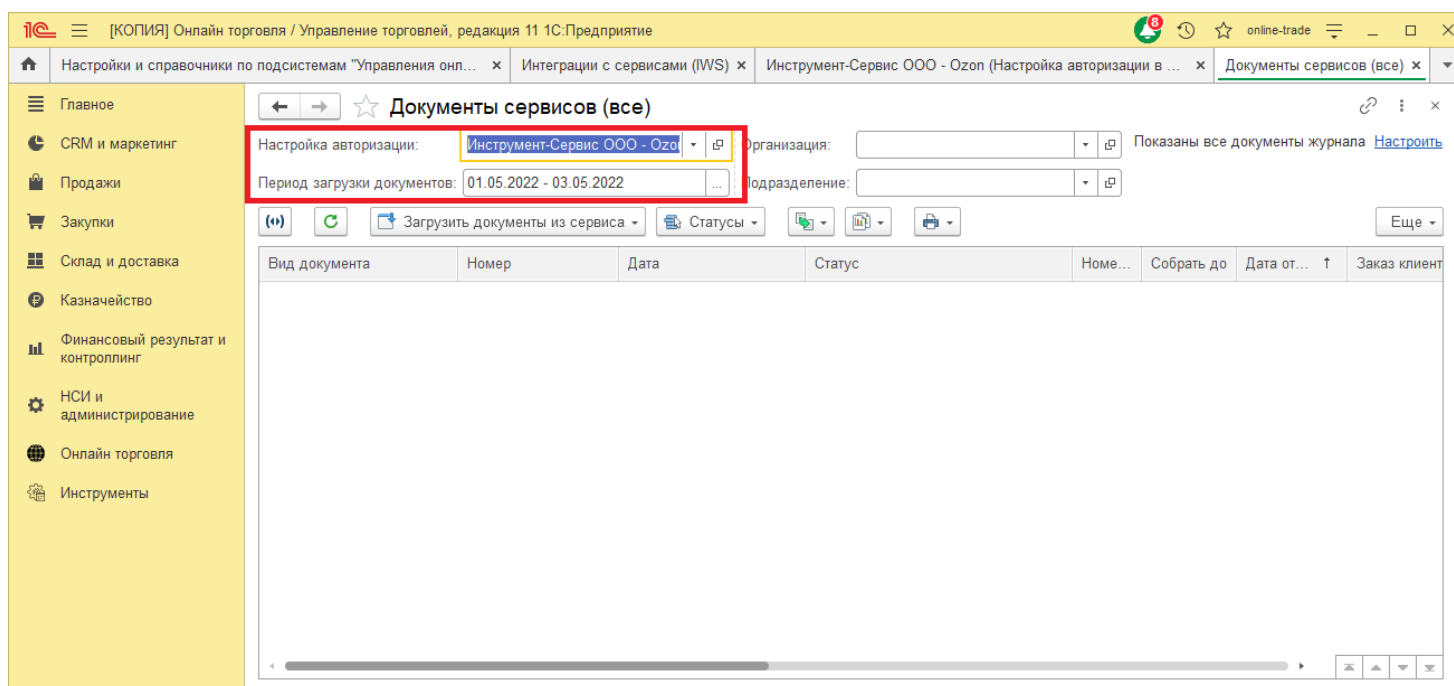 1С [КОПИЯ] Онлайн торговля / Управление торговлей, редакция 11 1С:Предприятие 8 online-trade
Настройки и справочники по подсистемам "Управления онл... Интеграции с сервисами (IWS) Инструмент-Сервис ООО - Ozon (Настройка авторизации в ... Документы сервисов (все)
Главное
CRM и маркетинг
Продажи
Закупки
Склад и доставка
Казначейство
Финансовый результат и
контроллинг
НСИ и
администрирование
Онлайн торговля
Инструменты
Документы сервисов (все)
Настройка авторизации: Инструмент-Сервис ООО - Ozo Организация: Показаны все документы журнала Настроить
Период загрузки документов: 01.05.2022 - 03.05.2022 ... Подразделение:
Загрузить документы из сервиса Статусы Еще
Вид документа Номер Дата Статус Номе... Собрать до Дата от... ↑ Заказ клиент